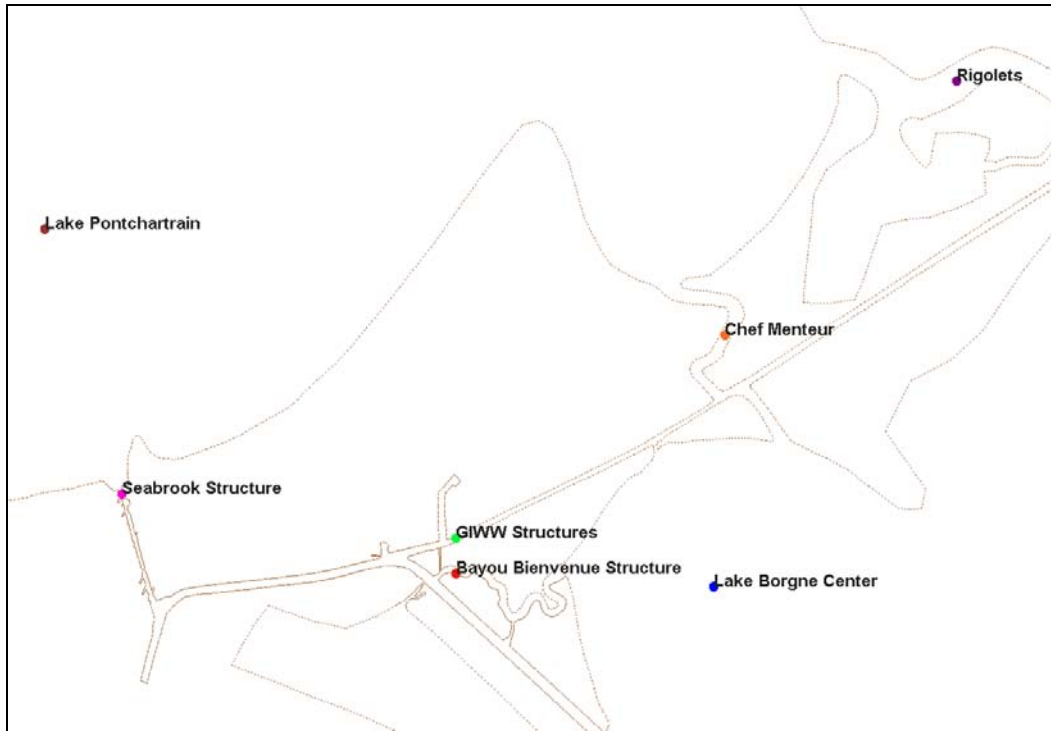 Rigolets
Lake Pontchartrain
Chef Menteur
Seabrook Structure
GIWW Structures
Bayou Bienvenue Structure
Lake Borgne Center